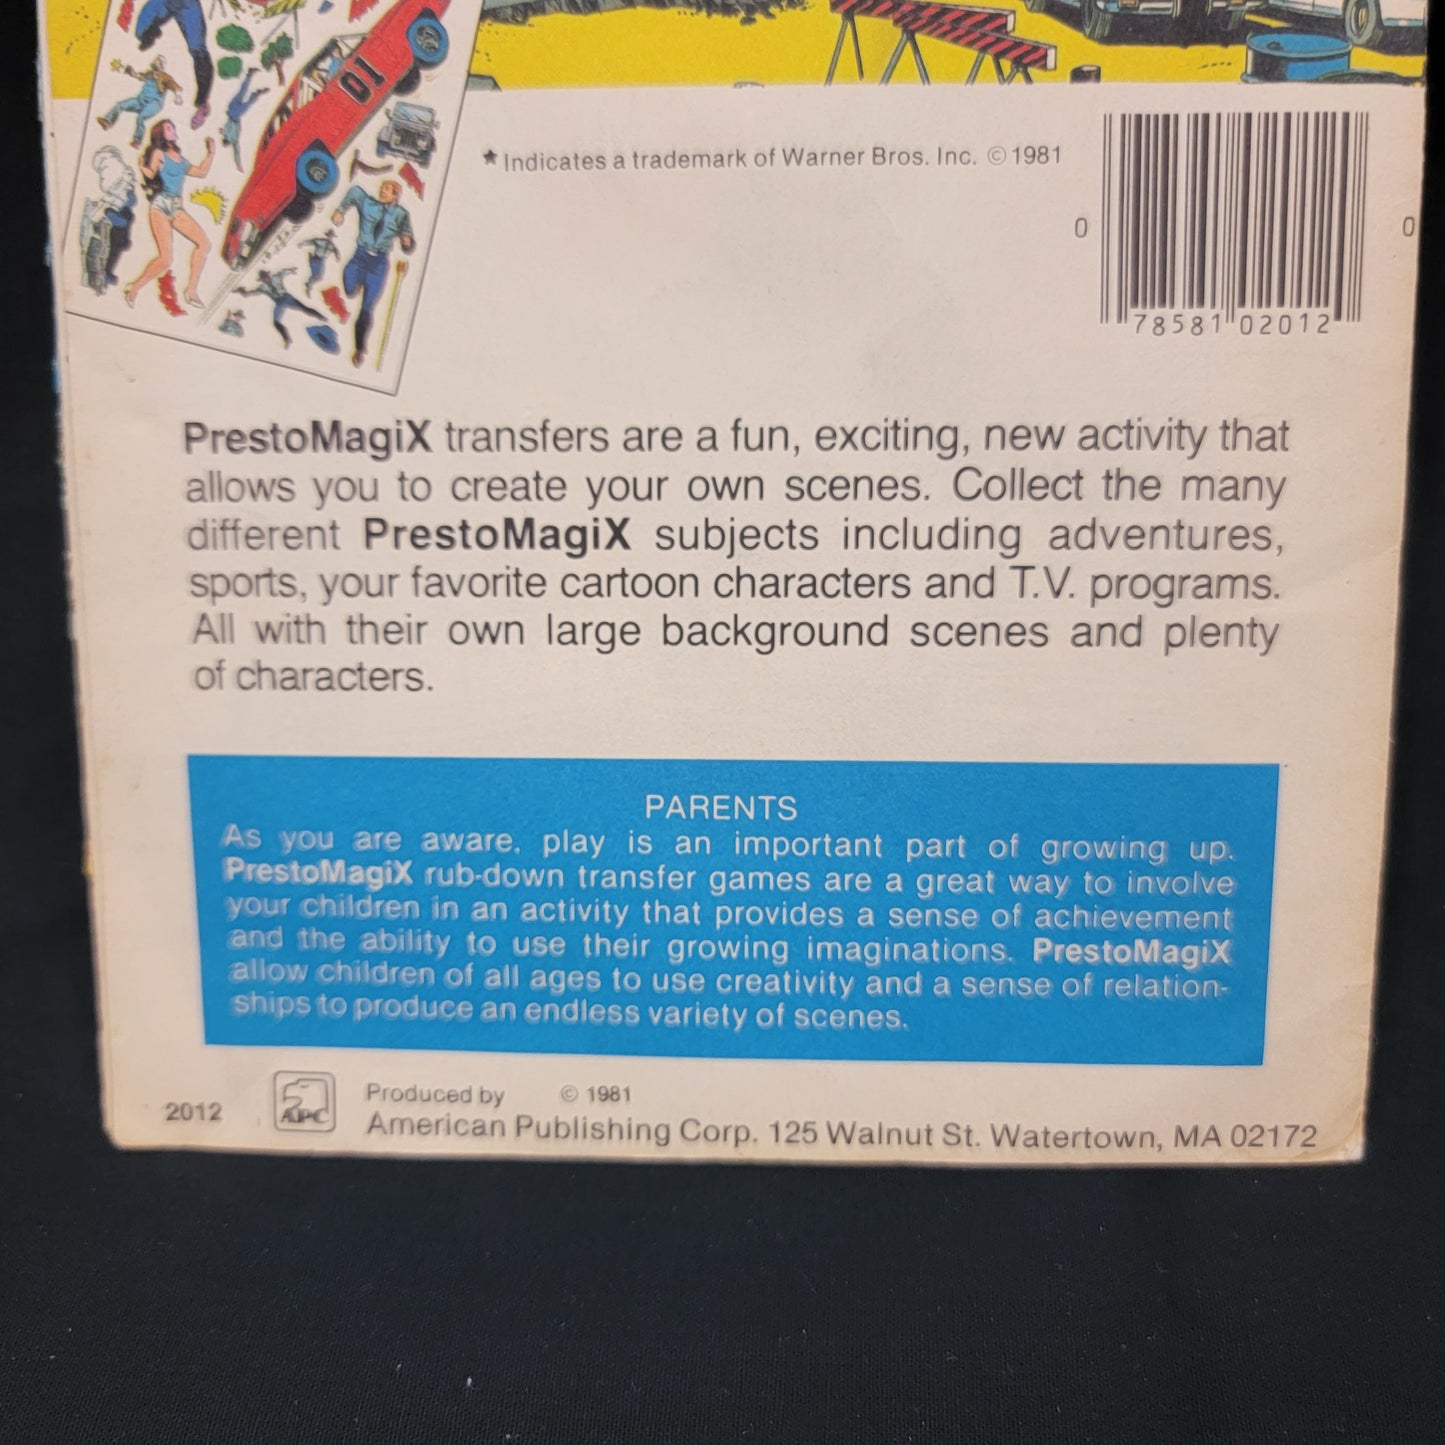 01
★Indicates a trademark of Warner Bros. Inc. ©1981
0 78581 02012 0
PrestoMagiX transfers are a fun, exciting, new activity that
allows you to create your own scenes. Collect the many
different PrestoMagiX subjects including adventures,
sports, your favorite cartoon characters and T.V. programs.
All with their own large background scenes and plenty
of characters.
PARENTS
As you are aware, play is an important part of growing up.
PrestoMagiX rub-down transfer games are a great way to involve
your children in an activity that provides a sense of achievement
and the ability to use their growing imaginations. PrestoMagiX
allow children of all ages to use creativity and a sense of relation-
ships to produce an endless variety of scenes.
2012
APC
Produced by © 1981
American Publishing Corp. 125 Walnut St. Watertown, MA 02172